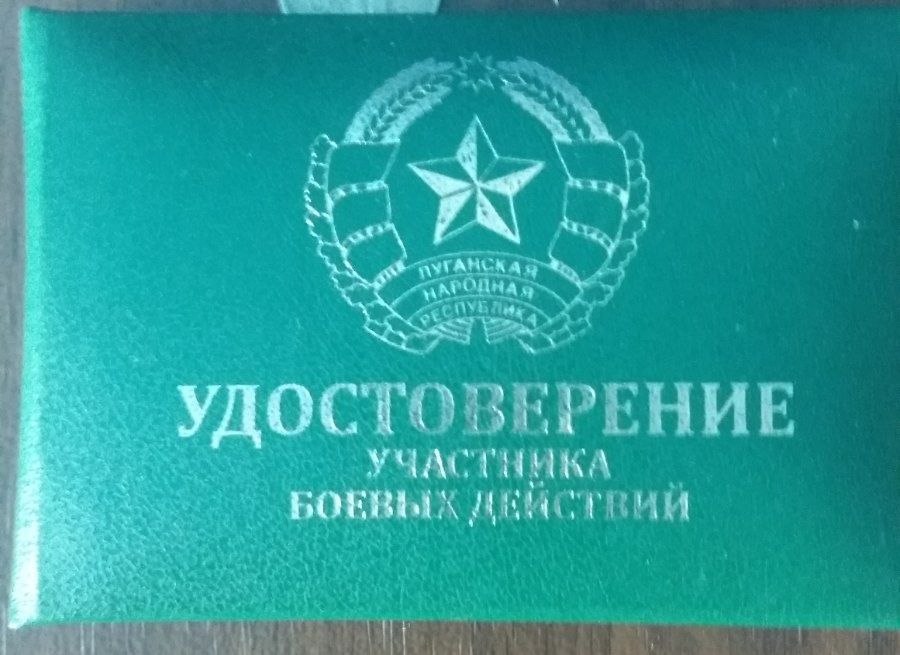 ЛУГАНСКАЯ
НАРОДНАЯ
РЕСПУБЛИКА
УДОСТОВЕРЕНИЕ
УЧАСТНИКА
БОЕВЫХ ДЕЙСТВИЙ